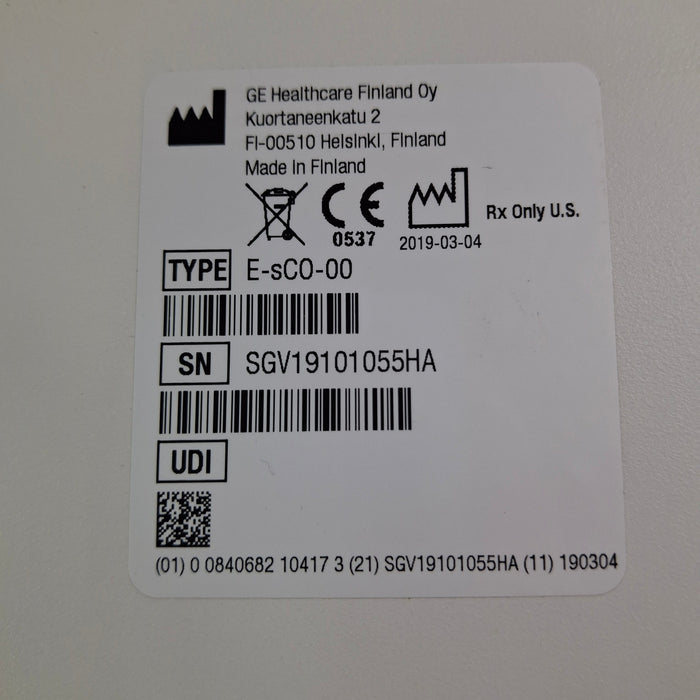 GE Healthcare Finland Oy
Kuortaneenkatu 2
FI-00510 Helsinki, Finland
Made in Finland
CE
0537
2019-03-04
Rx Only U.S.
TYPE E-sCO-00
SN SGV19101055HA
UDI
(01) 0 0840682 10417 3 (21) SGV19101055HA (11) 190304